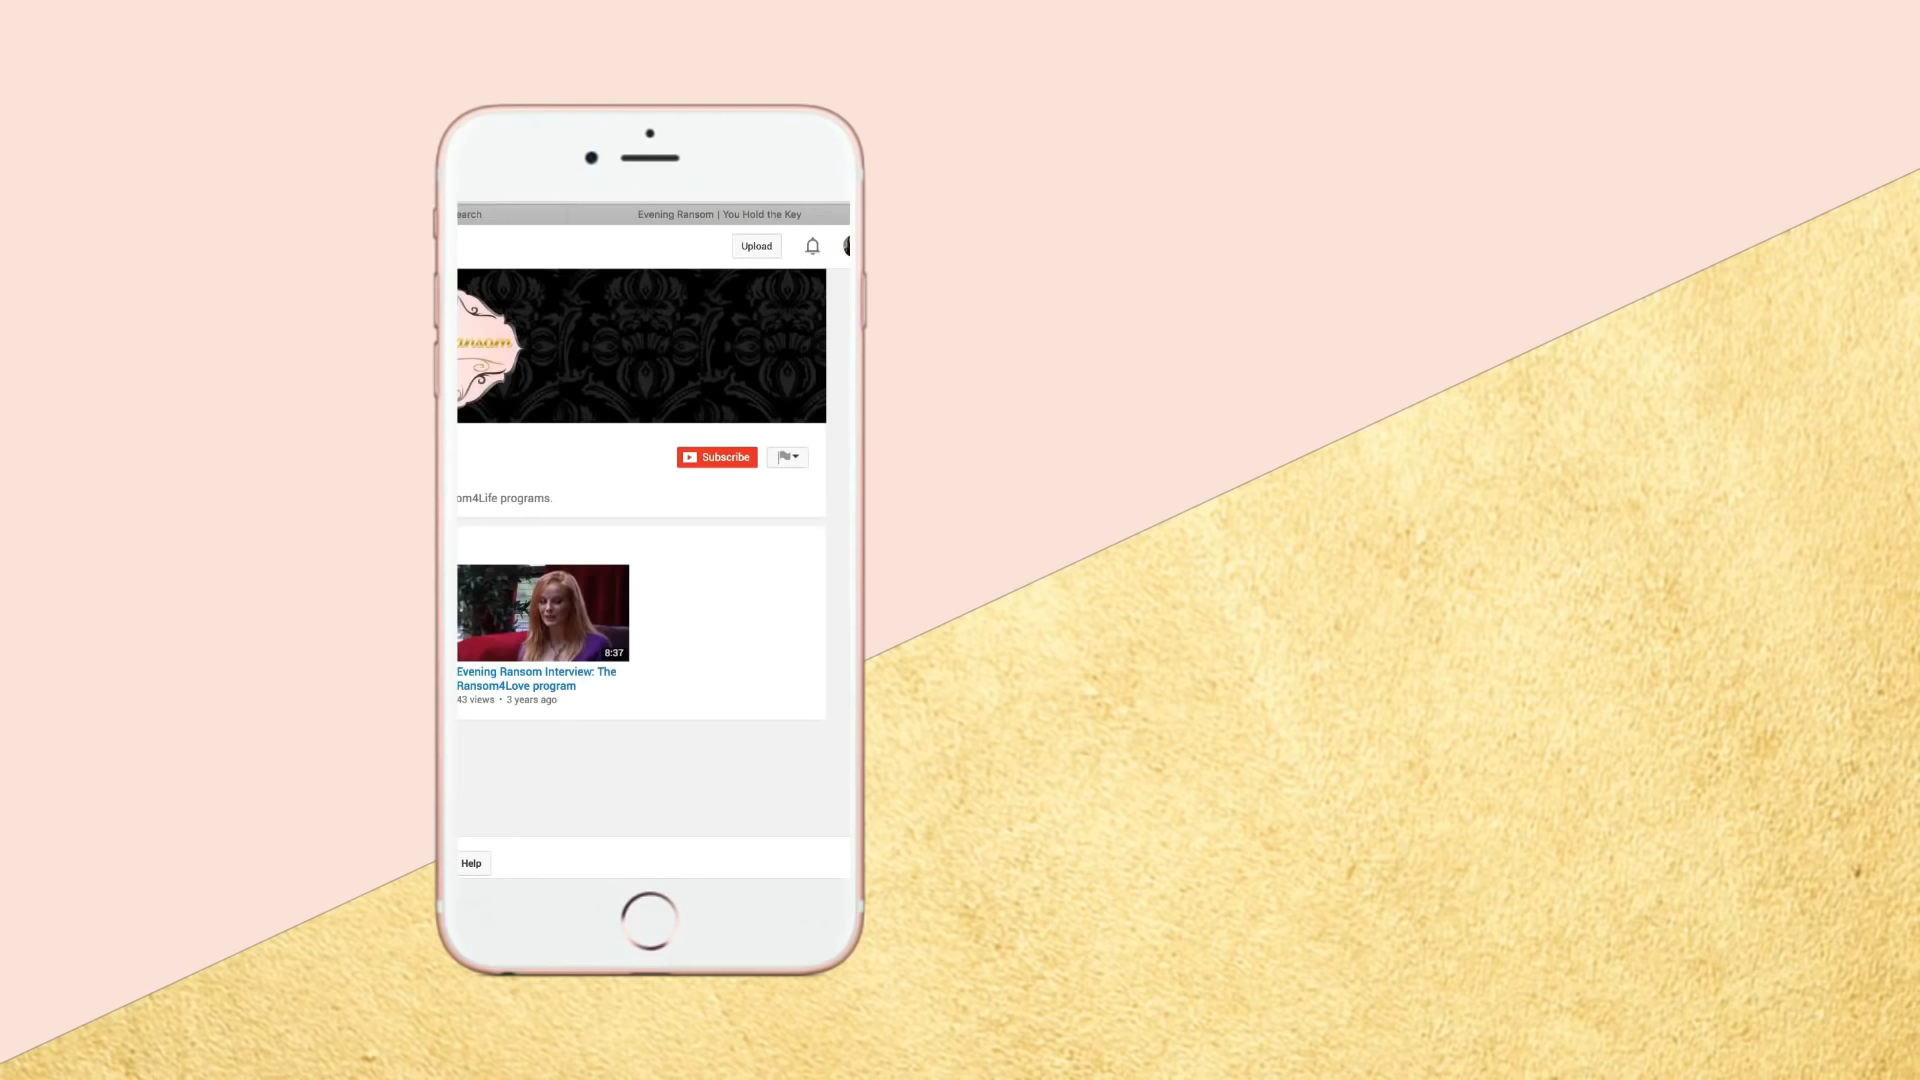 earch
Evening Ransom | You Hold the Key
Upload
ansom
Subscribe
om4Life programs.
8:37
Evening Ransom Interview: The
Ransom4Love program
43 views • 3 years ago
Help